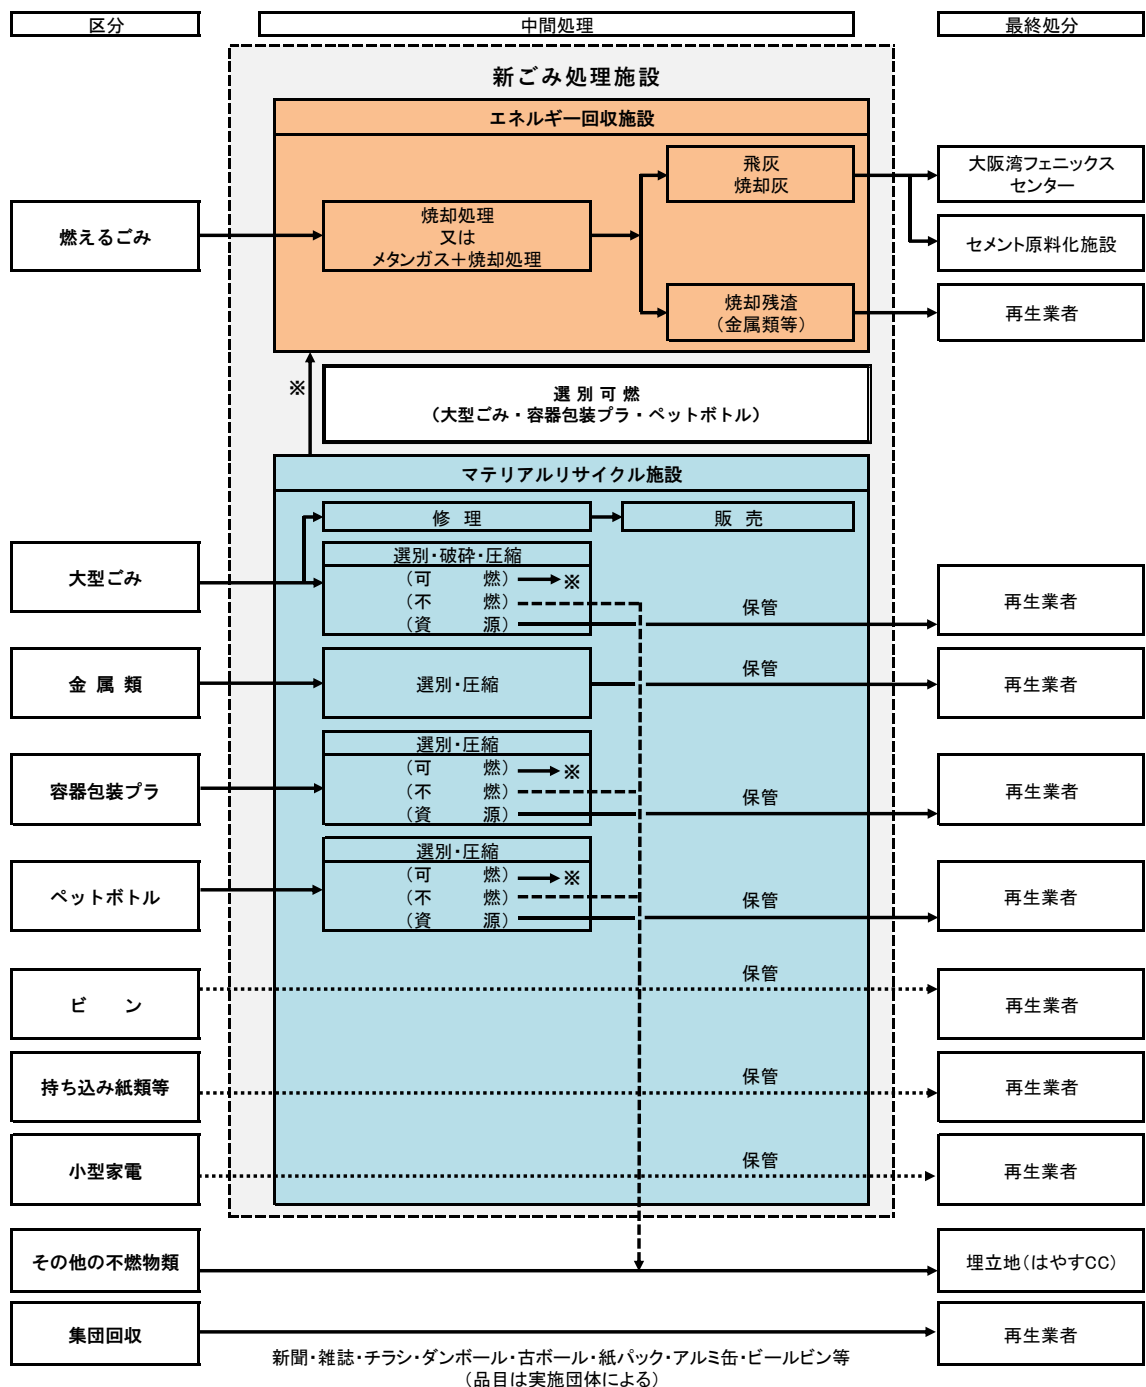 区分
中間処理
最終処分
新ごみ処理施設
エネルギー回収施設
燃えるごみ
焼却処理
又は
メタンガス＋焼却処理
飛灰
焼却灰
焼却残渣
（金属類等）
大阪湾フェニックス
センター
セメント原料化施設
再生業者
※
選別可燃
（大型ごみ・容器包装プラ・ペットボトル）
マテリアルリサイクル施設
修 理
販 売
大型ごみ
選別・破砕・圧縮
（可 燃） ※
（不 燃）
（資 源）
保管
再生業者
金 属 類
選別・圧縮
保管
再生業者
容器包装プラ
選別・圧縮
（可 燃） ※
（不 燃）
（資 源）
保管
再生業者
ペットボトル
選別・圧縮
（可 燃） ※
（不 燃）
（資 源）
保管
再生業者
ビ ン
保管
再生業者
持ち込み紙類等
保管
再生業者
小型家電
保管
再生業者
その他の不燃物類
埋立地（はやすCC）
集団回収
再生業者
新聞・雑誌・チラシ・ダンボール・古ボール・紙パック・アルミ缶・ビールビン等
（品目は実施団体による）